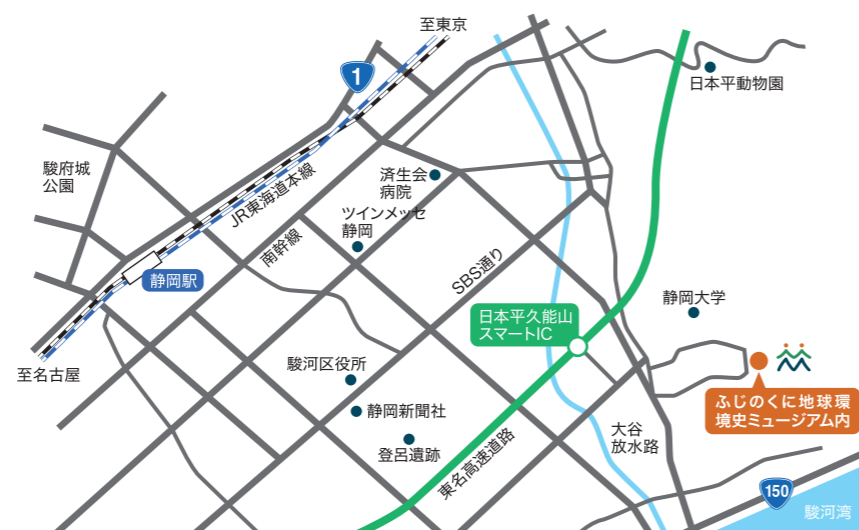 至東京
1
日本平動物園
駿府城
公園
済生会
病院
JR東海道本線
ツインメッセ
静岡
南幹線
SBS通り
静岡駅
静岡大学
日本平久能山
スマートIC
至名古屋
駿河区役所
ふじのくに地球環
境史ミュージアム内
静岡新聞社
大谷
放水路
登呂遺跡
東名高速道路
150
駿河湾